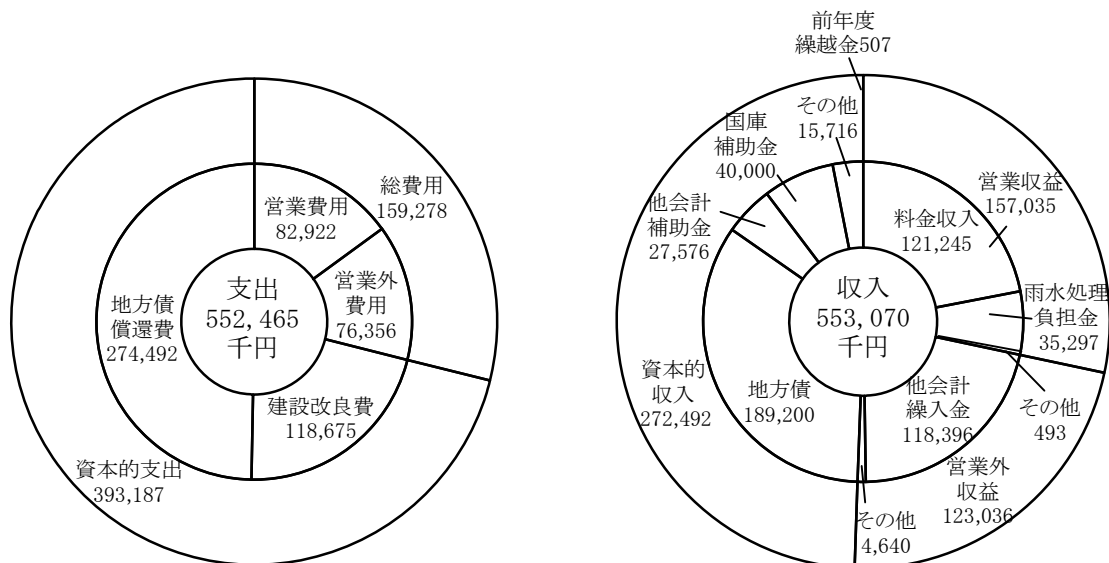 支出
552,465
千円
総費用
159,278
営業費用
82,922
営業外
費用
76,356
資本的支出
393,187
建設改良費
118,675
地方債
償還費
274,492
収入
553,070
千円
前年度
繰越金507
営業収益
157,035
料金収入
121,245
雨水処理
負担金
35,297
その他
493
営業外
収益
123,036
他会計
繰入金
118,396
その他
4,640
資本的
収入
272,492
地方債
189,200
他会計
補助金
27,576
国庫
補助金
40,000
その他
15,716